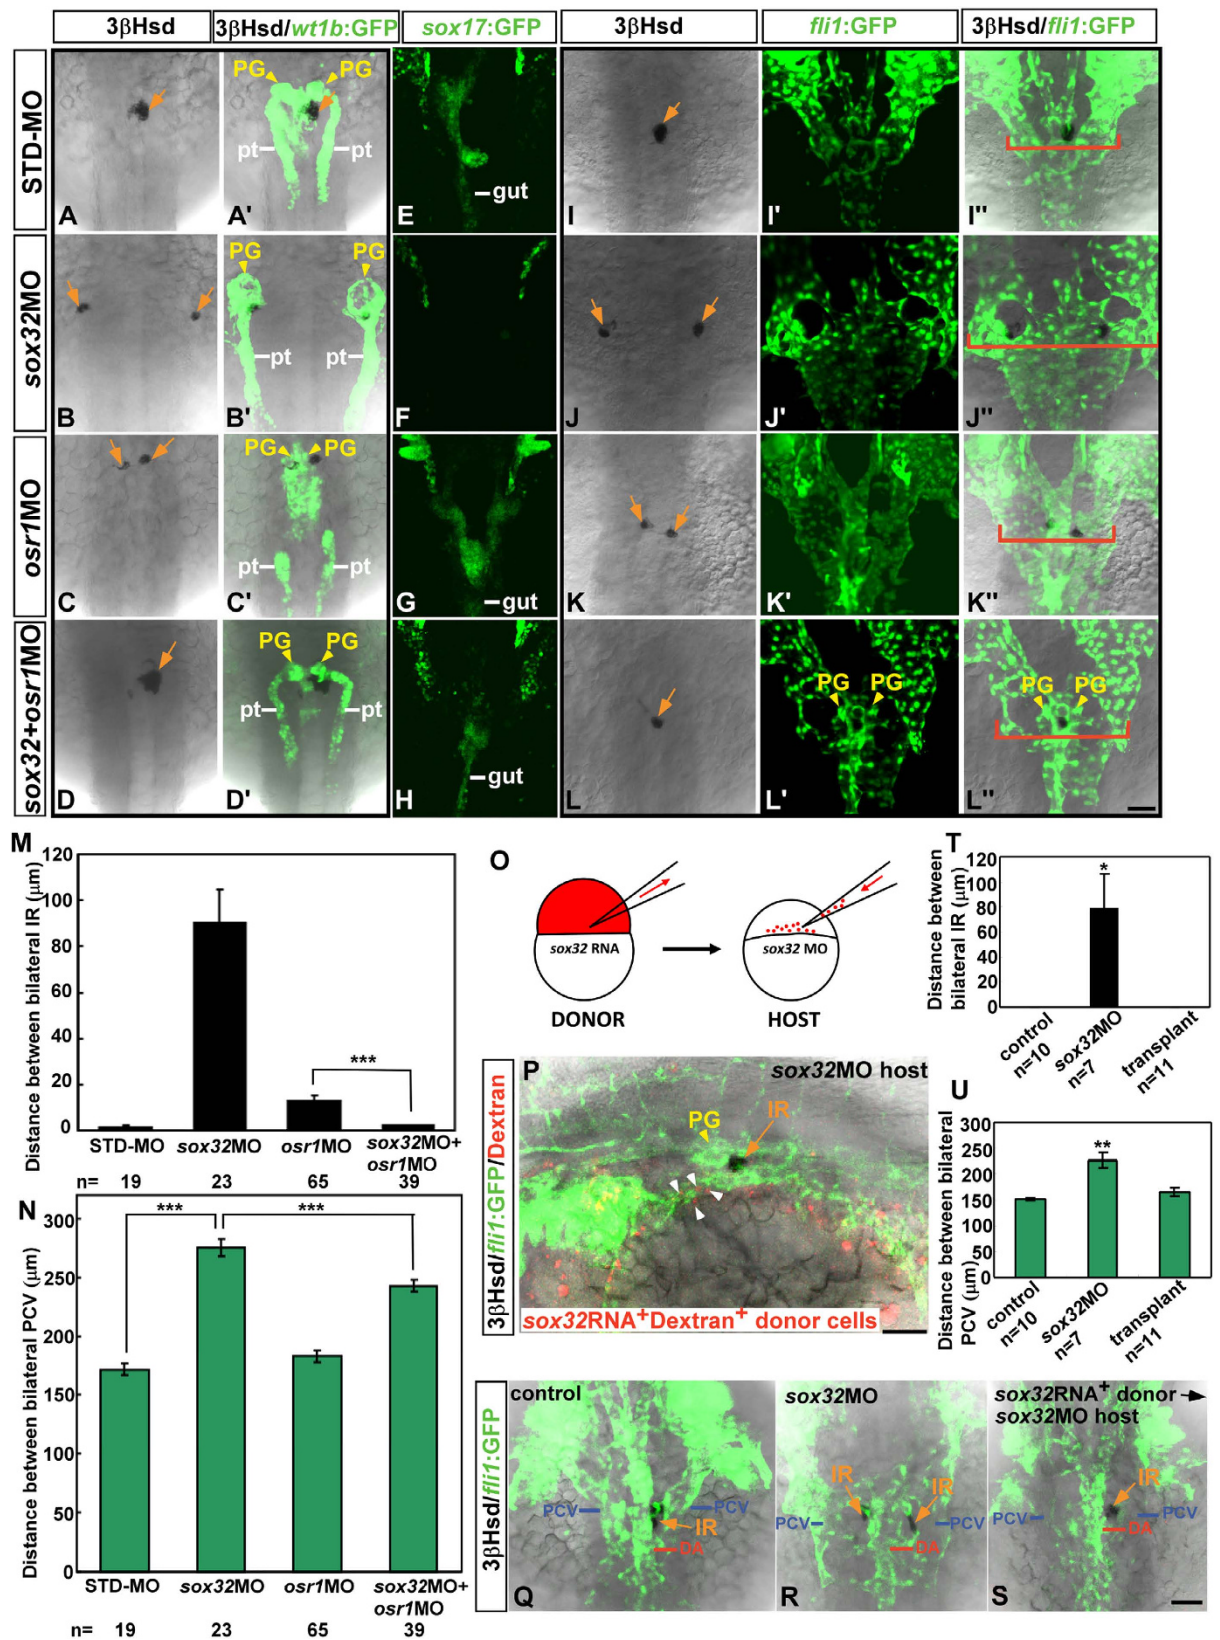 3βHsd
3βHsd/wt1b:GFP
sox17:GFP
3βHsd
fli1:GFP
3βHsd/fli1:GFP
STD-MO
PG
PG
pt
pt
gut
A
A'
E
I
I'
I"
sox32MO
PG
PG
pt
pt
B
B'
F
J
J'
J"
osr1MO
PG
PG
pt
pt
gut
C
C'
G
K
K'
K"
sox32+osr1MO
PG
PG
pt
pt
gut
PG
PG
PG
PG
D
D'
H
L
L'
L"
M
Distance between bilateral IR (μm)
120
100
80
60
40
20
0
***
STD-MO
sox32MO
osr1MO
sox32MO+
osr1MO
n= 19 23 65 39
N
Distance between bilateral PCV (μm)
300
250
200
150
100
50
0
***
***
STD-MO
sox32MO
osr1MO
sox32MO+
osr1MO
n= 19 23 65 39
O
sox32 RNA
sox32 MO
DONOR
HOST
3βHsd/fli1:GFP/Dextran
P
sox32MO host
PG
IR
sox32RNA+Dextran+ donor cells
T
Distance between
bilateral IR (μm)
120
100
80
60
40
20
0
*
control
n=10
sox32MO
n=7
transplant
n=11
U
Distance between bilateral
PCV (μm)
300
250
200
150
100
50
0
**
control
n=10
sox32MO
n=7
transplant
n=11
3βHsd/fli1:GFP
control
PCV
PCV
IR
DA
Q
sox32MO
IR
IR
PCV
PCV
DA
R
sox32RNA+ donor
sox32MO host
IR
PCV
PCV
DA
S